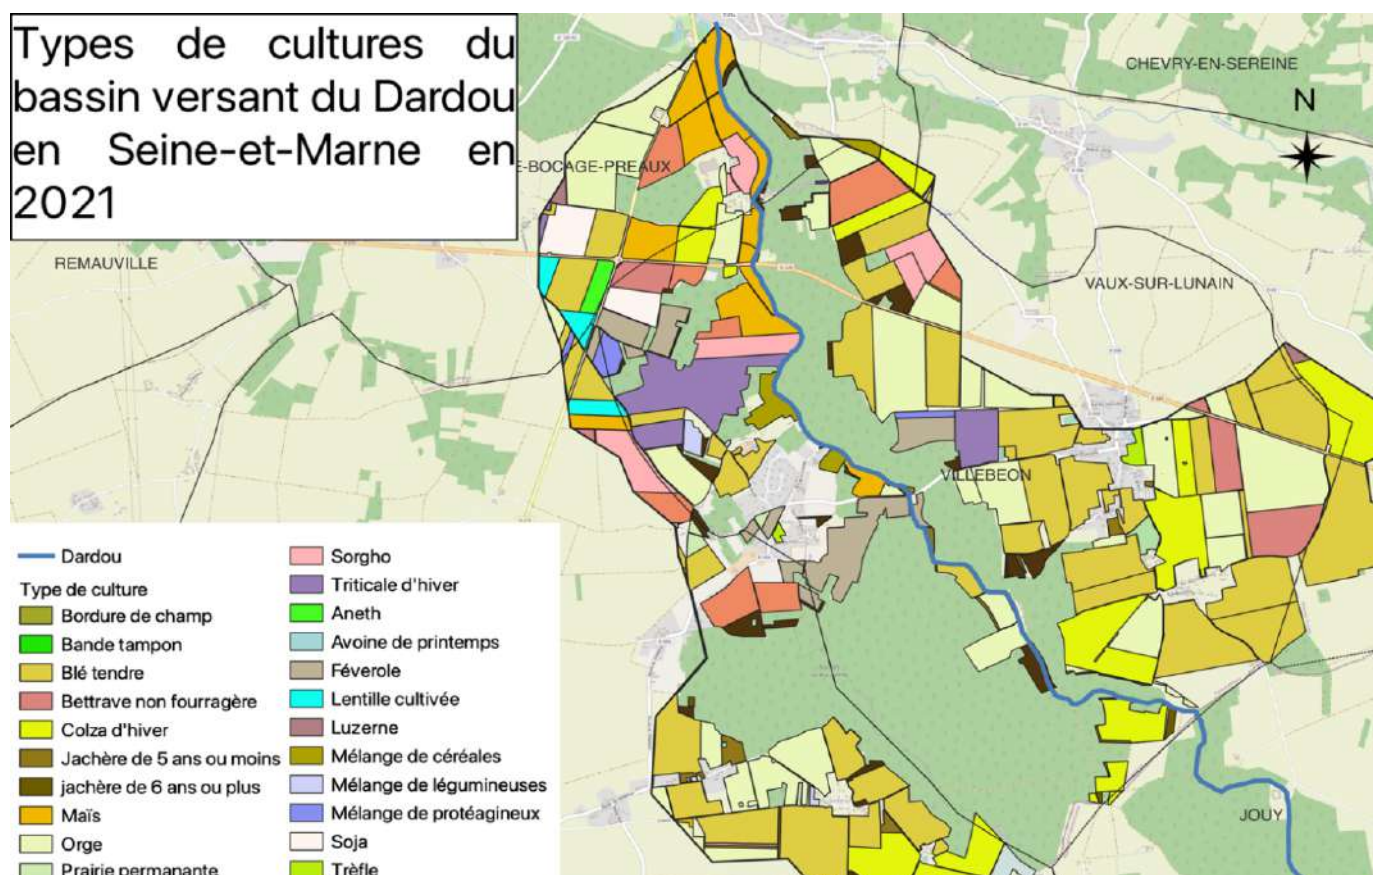 Types de cultures du
bassin versant du Dardou
en Seine-et-Marne en
2021
CHEVRY-EN-SEREINE
N
E-BOCAGE-PREAUX
REMAUVILLE
VAUX-SUR-LUNAIN
VILLEBEON
JOUY
Dardou
Type de culture
Bordure de champ
Bande tampon
Blé tendre
Bettrave non fourragère
Colza d'hiver
Jachère de 5 ans ou moins
jachère de 6 ans ou plus
Maïs
Orge
Prairie permanante
Sorgho
Triticale d'hiver
Aneth
Avoine de printemps
Féverole
Lentille cultivée
Luzerne
Mélange de céréales
Mélange de légumineuses
Mélange de protéagineux
Soja
Trèfle